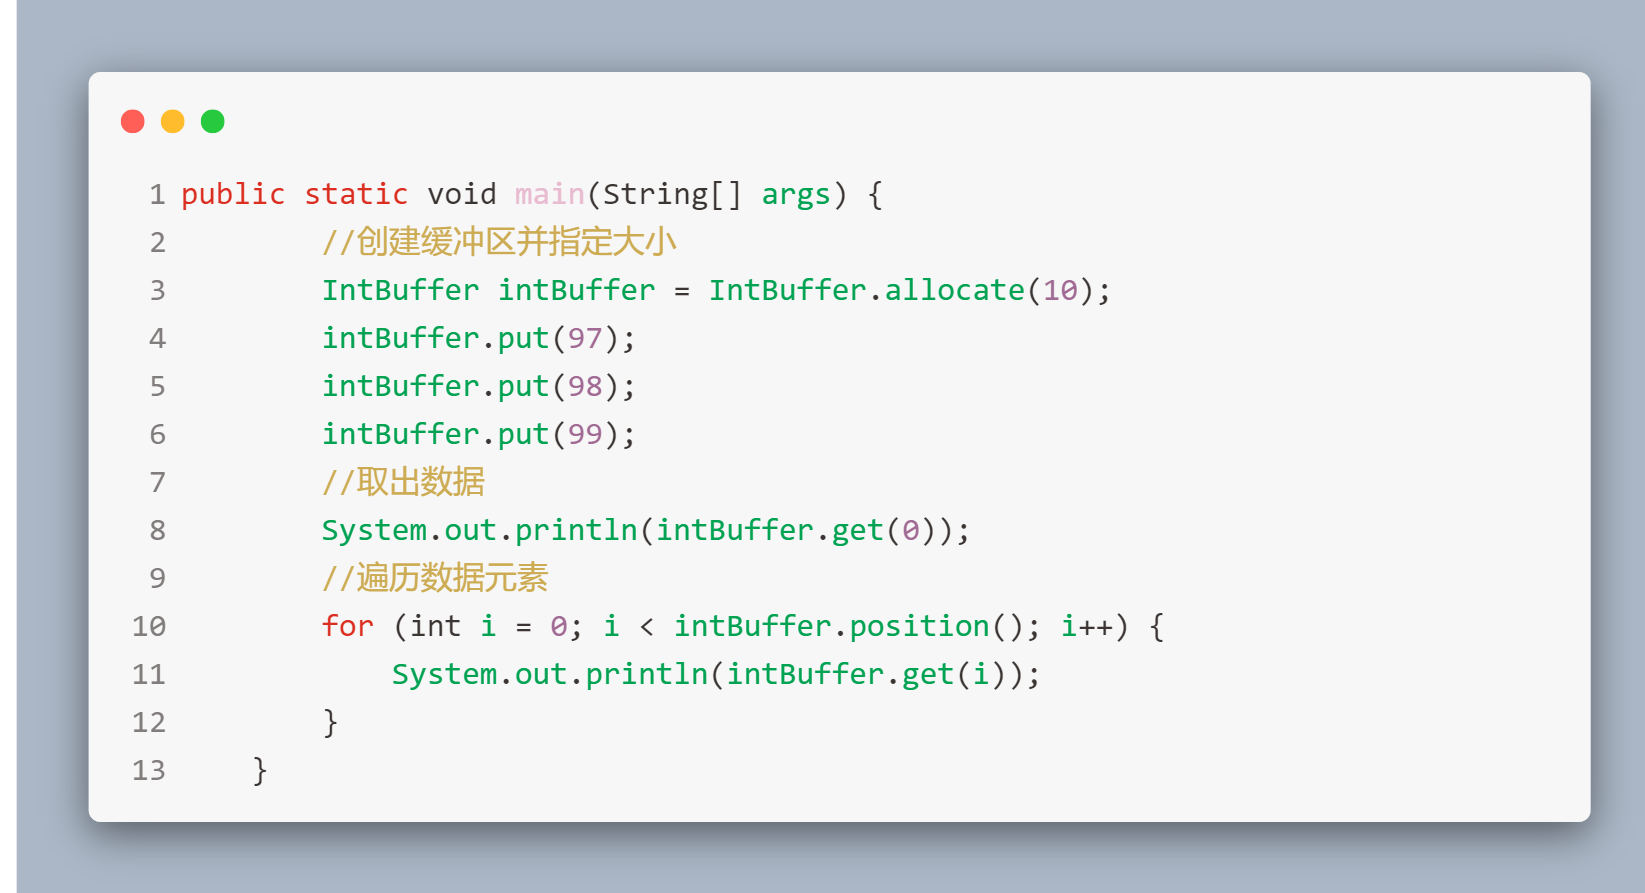 1 public static void main(String[] args) {
2 //创建缓冲区并指定大小
3 IntBuffer intBuffer = IntBuffer.allocate(10);
4 intBuffer.put(97);
5 intBuffer.put(98);
6 intBuffer.put(99);
7 //取出数据
8 System.out.println(intBuffer.get(0));
9 //遍历数据元素
10 for (int i = 0; i < intBuffer.position(); i++) {
11 System.out.println(intBuffer.get(i));
12 }
13 }